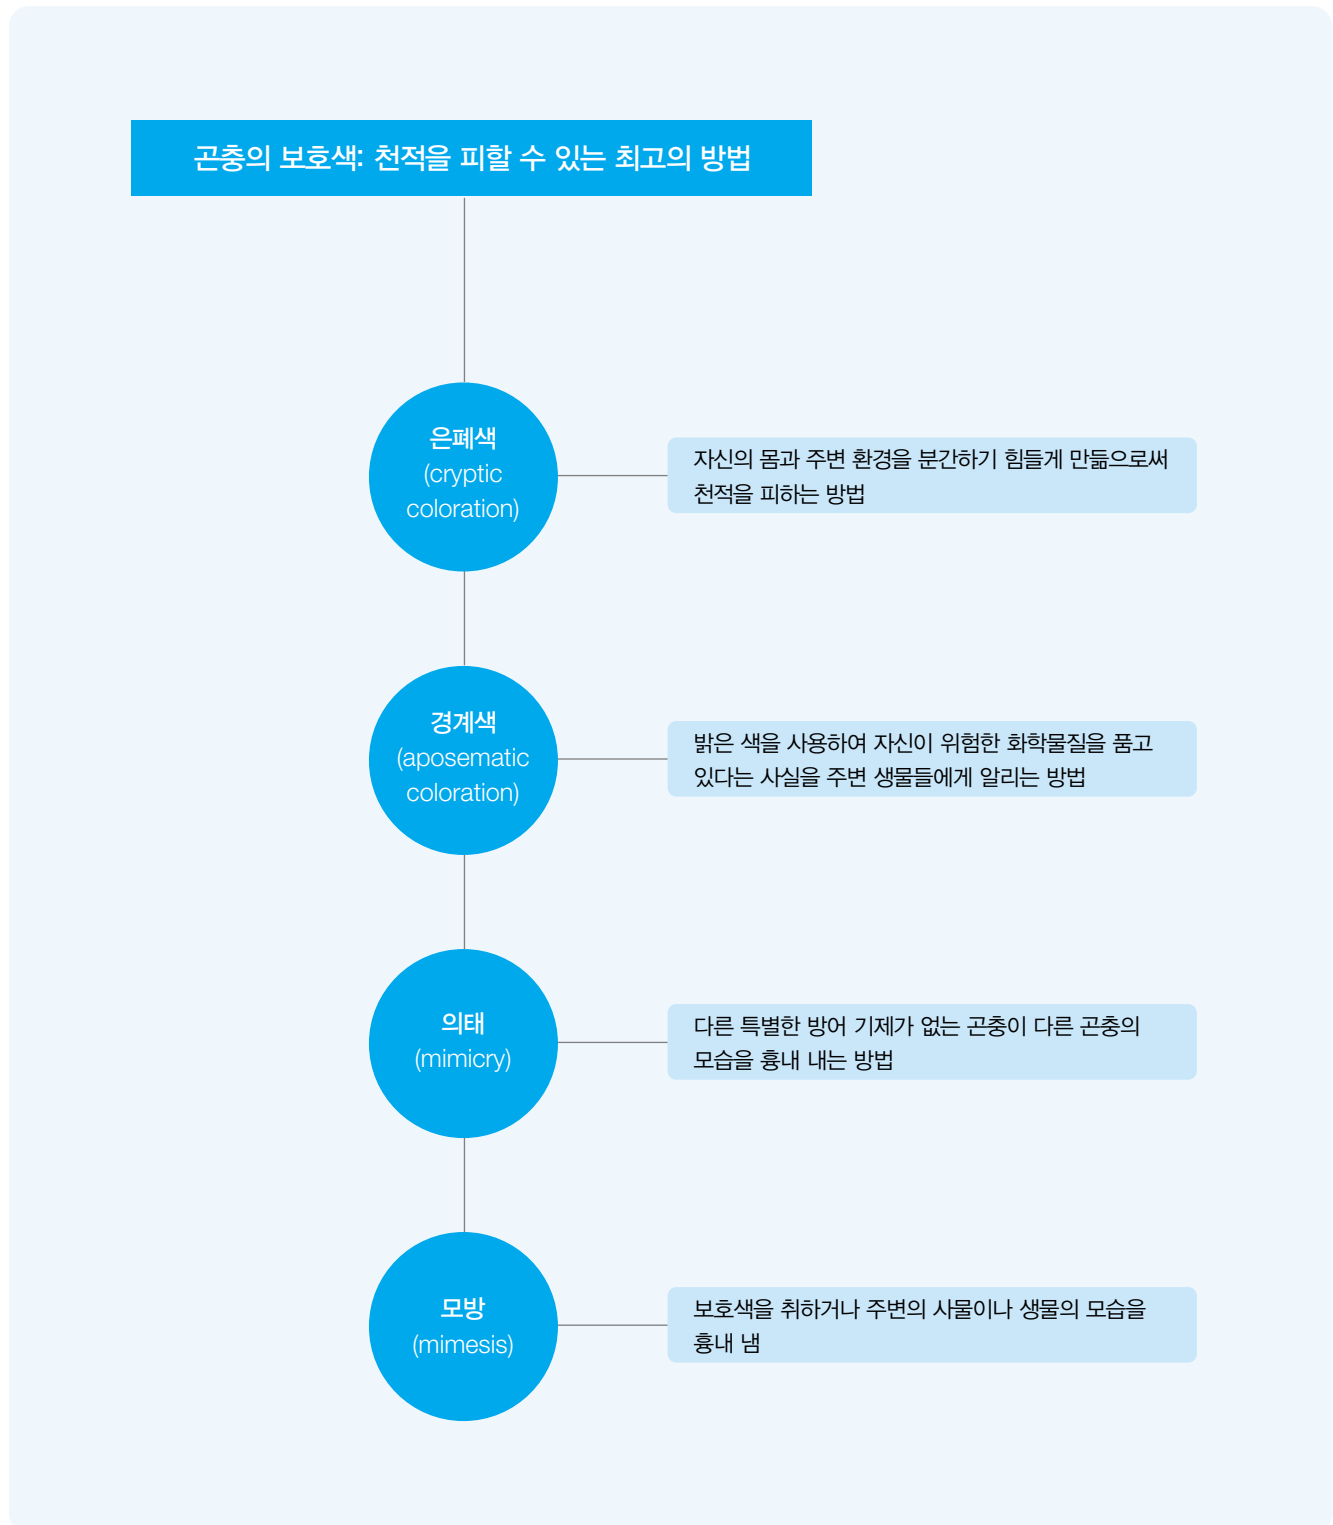 곤충의 보호색: 천적을 피할 수 있는 최고의 방법
은폐색
(cryptic
coloration)
자신의 몸과 주변 환경을 분간하기 힘들게 만듦으로써
천적을 피하는 방법
경계색
(aposematic
coloration)
밝은 색을 사용하여 자신이 위험한 화학물질을 품고
있다는 사실을 주변 생물들에게 알리는 방법
의태
(mimicry)
다른 특별한 방어 기제가 없는 곤충이 다른 곤충의
모습을 흉내 내는 방법
모방
(mimesis)
보호색을 취하거나 주변의 사물이나 생물의 모습을
흉내 냄